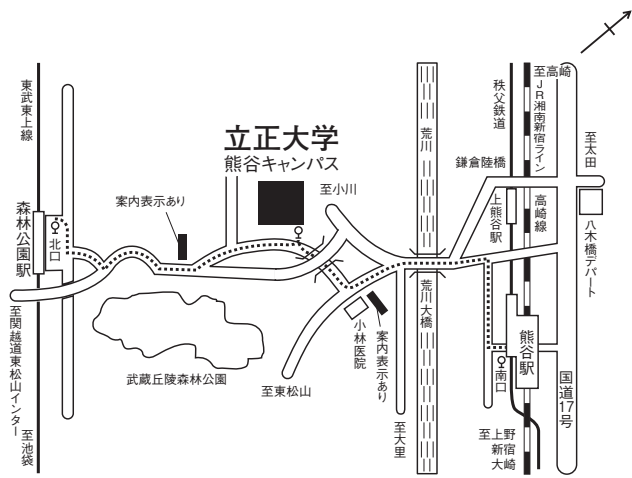 立正大学
熊谷キャンパス
東武東上線
森林公園駅
北口
案内表示あり
至小川
荒川
鎌倉陸橋
秩父鉄道
至高崎
JR湘南新宿ライン
高崎線
上熊谷駅
至太田
八木橋デパート
至関越道東松山インター
至池袋
武蔵丘陵森林公園
至東松山
小林医院
案内表示あり
荒川大橋
至大里
熊谷駅
南口
国道17号
至上野
新宿
大崎